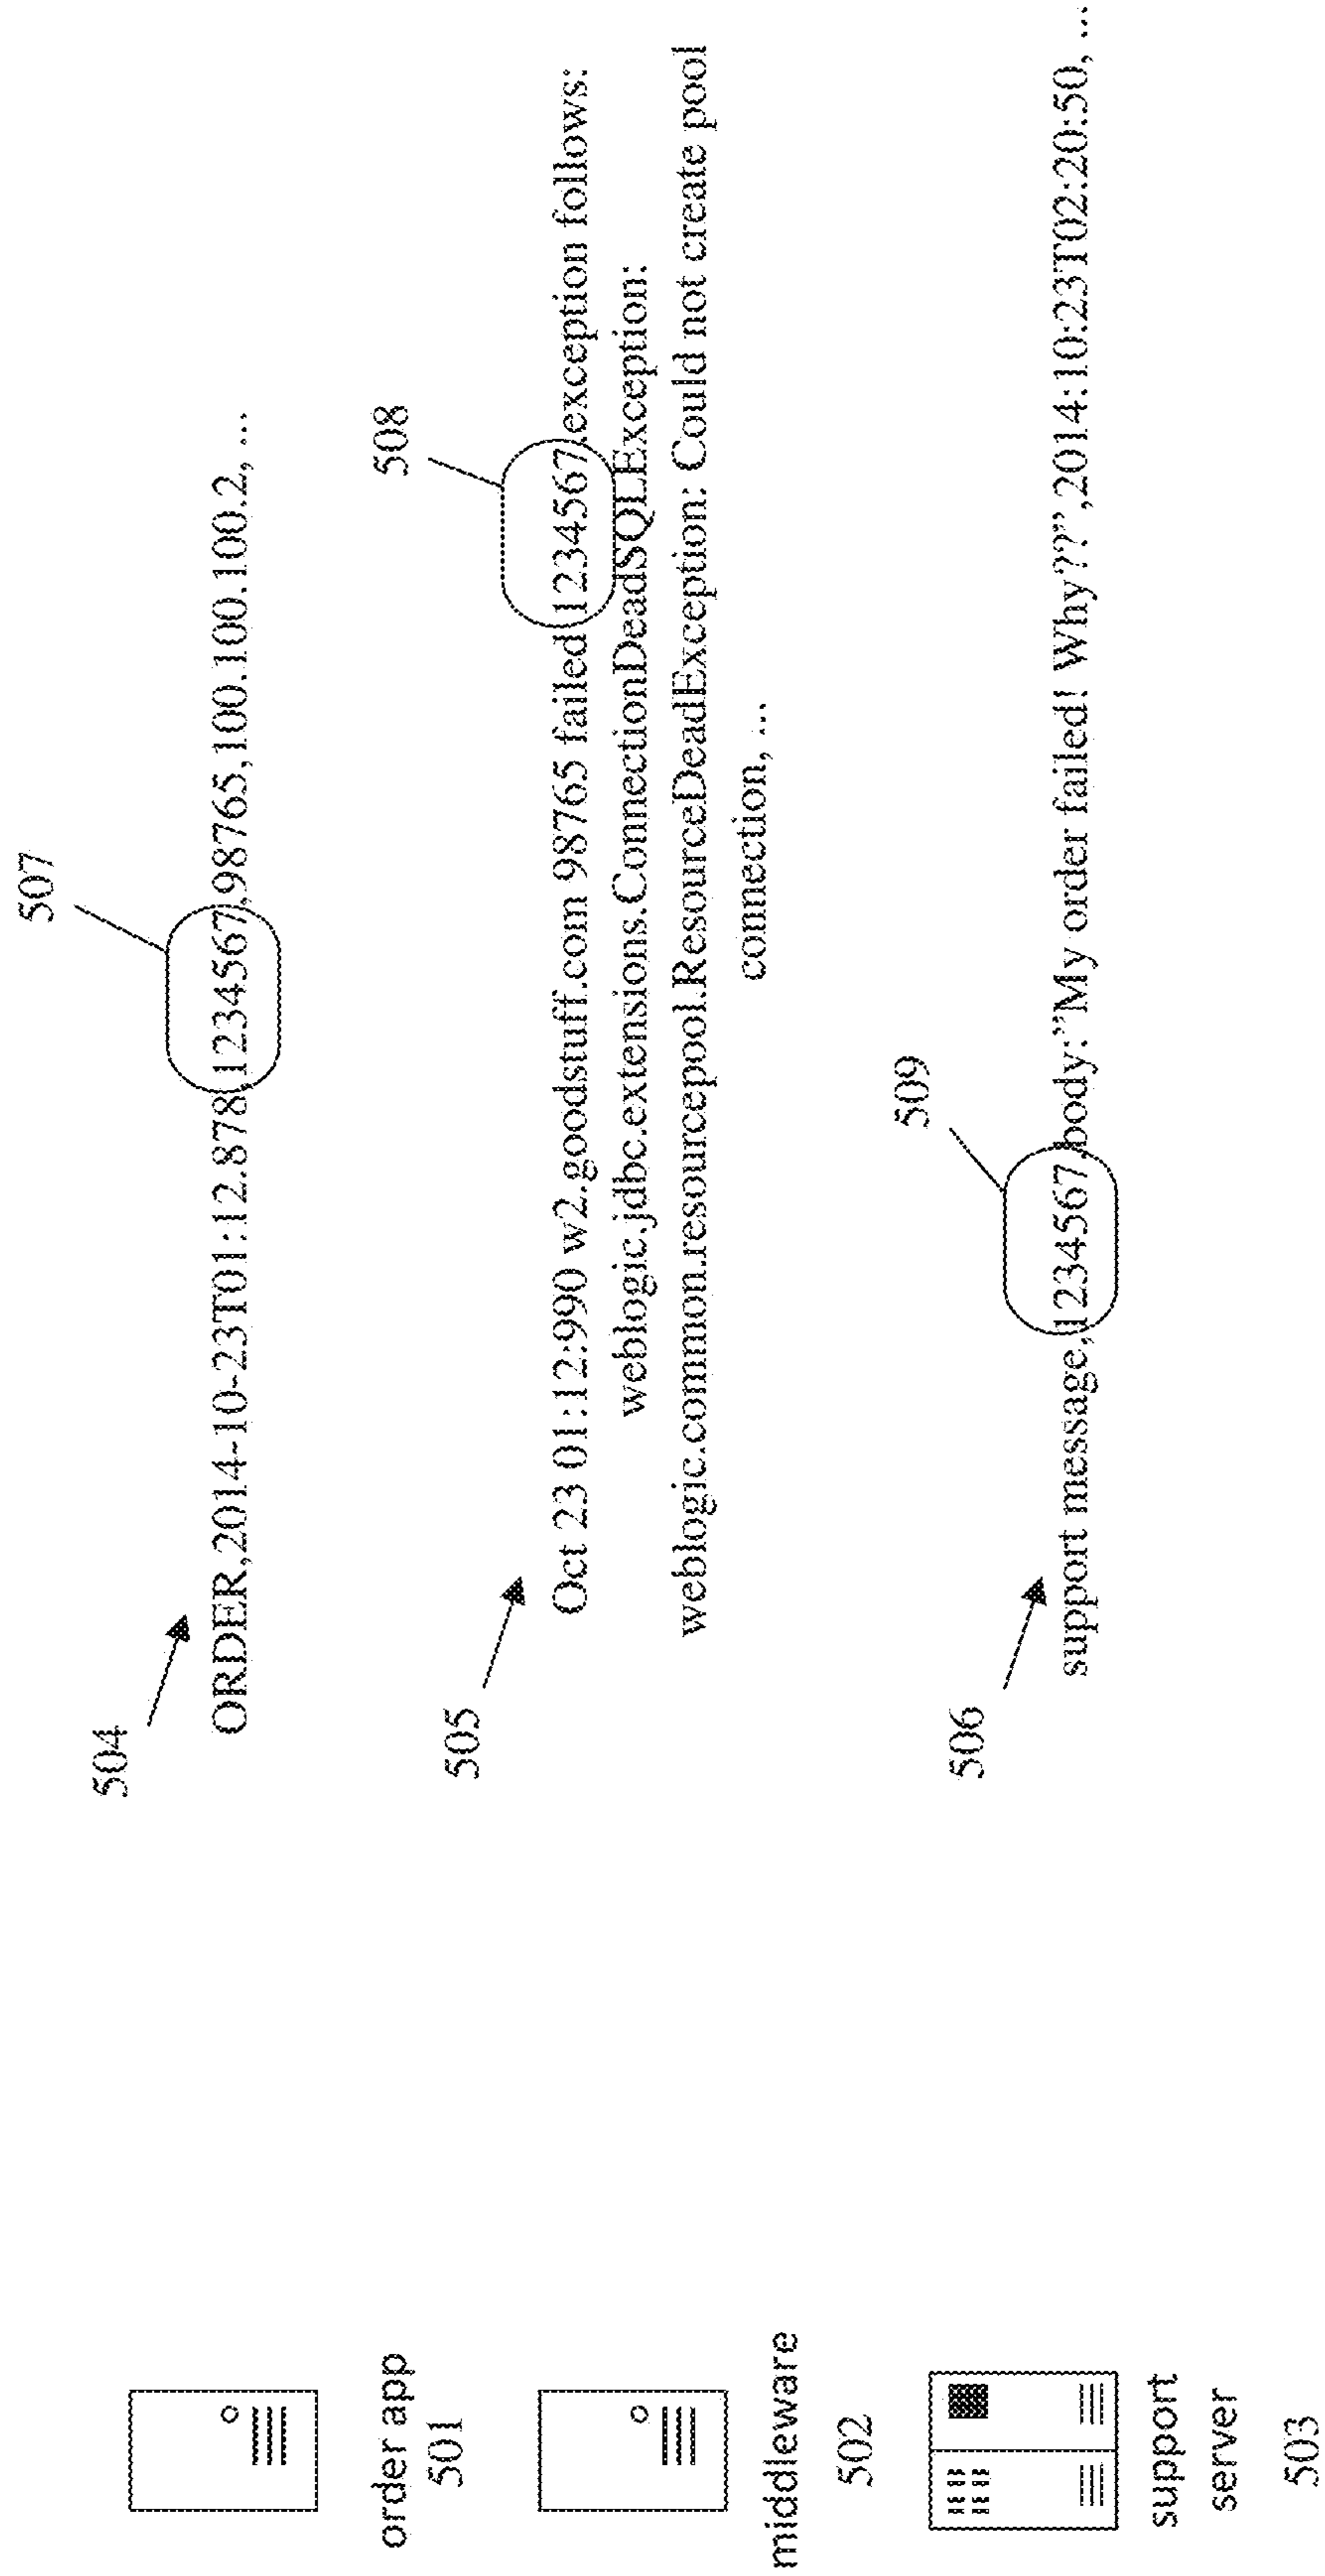 507
504
ORDER,2014-10-23T01:12.878,1234567,98765,100.100.100.2, ...
order app
501
508
505
Oct 23 01:12:990 w2.goodstuff.com 98765 failed 1234567.exception follows:
weblogic.jdbc.extensions.ConnectionDeadSQLException:
weblogic.common.resourcepool.ResourceDeadException: Could not create pool
connection, ...
middleware
502
509
506
support message,1234567,body:”My order failed! Why??”,2014:10:23T02:20:50, ...
support
server
503